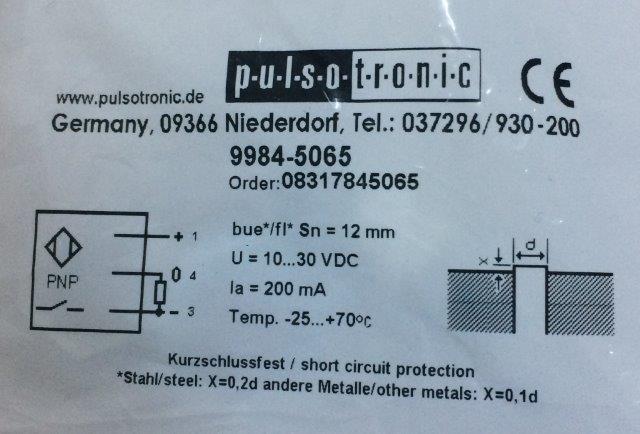 p·u·l·s·o·t·r·o·n·i·c
CE
www.pulsotronic.de
Germany, 09366 Niederdorf, Tel.: 037296/930-200
9984-5065
Order:08317845065
PNP
+ 1
0 4
- 3
bue*/fl* Sn = 12 mm
U = 10...30 VDC
Ia = 200 mA
Temp. -25...+70°C
x
d
Kurzschlussfest / short circuit protection
*Stahl/steel: X=0,2d andere Metalle/other metals: X=0,1d